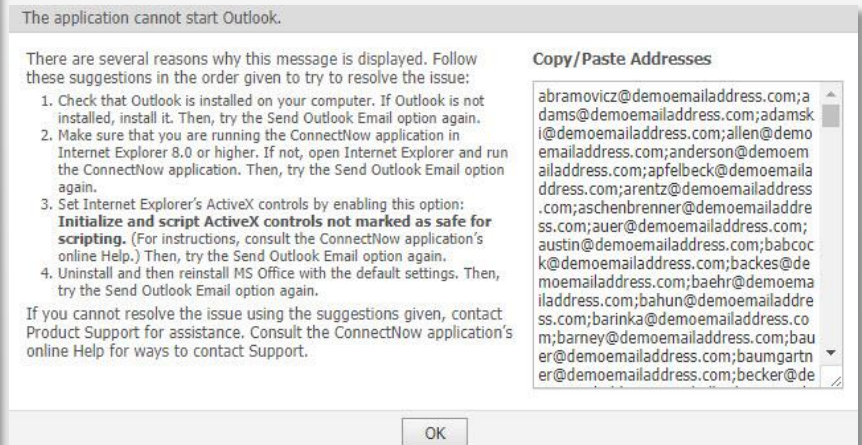 The application cannot start Outlook.
There are several reasons why this message is displayed. Follow
these suggestions in the order given to try to resolve the issue:
1. Check that Outlook is installed on your computer. If Outlook is not
installed, install it. Then, try the Send Outlook Email option again.
2. Make sure that you are running the ConnectNow application in
Internet Explorer 8.0 or higher. If not, open Internet Explorer and run
the ConnectNow application. Then, try the Send Outlook Email option
again.
3. Set Internet Explorer's ActiveX controls by enabling this option:
Initialize and script ActiveX controls not marked as safe for
scripting. (For instructions, consult the ConnectNow application's
online Help.) Then, try the Send Outlook Email option again.
4. Uninstall and then reinstall MS Office with the default settings. Then,
try the Send Outlook Email option again.
If you cannot resolve the issue using the suggestions given, contact
Product Support for assistance. Consult the ConnectNow application's
online Help for ways to contact Support.
Copy/Paste Addresses
abramovicz@demoemailaddress.com;a
dams@demoemailaddress.com;adamsk
i@demoemailaddress.com;allen@demo
emailaddress.com;anderson@demoem
ailaddress.com;apfelbeck@demoemaila
ddress.com;arentz@demoemailaddress
.com;aschenbrenner@demoemailaddre
ss.com;auer@demoemailaddress.com;
austin@demoemailaddress.com;babcoc
k@demoemailaddress.com;backes@de
moemailaddress.com;baehr@demoema
iladdress.com;bahun@demoemailaddre
ss.com;barinka@demoemailaddress.co
m;barney@demoemailaddress.com;bau
er@demoemailaddress.com;baumgartn
er@demoemailaddress.com;becker@de
OK